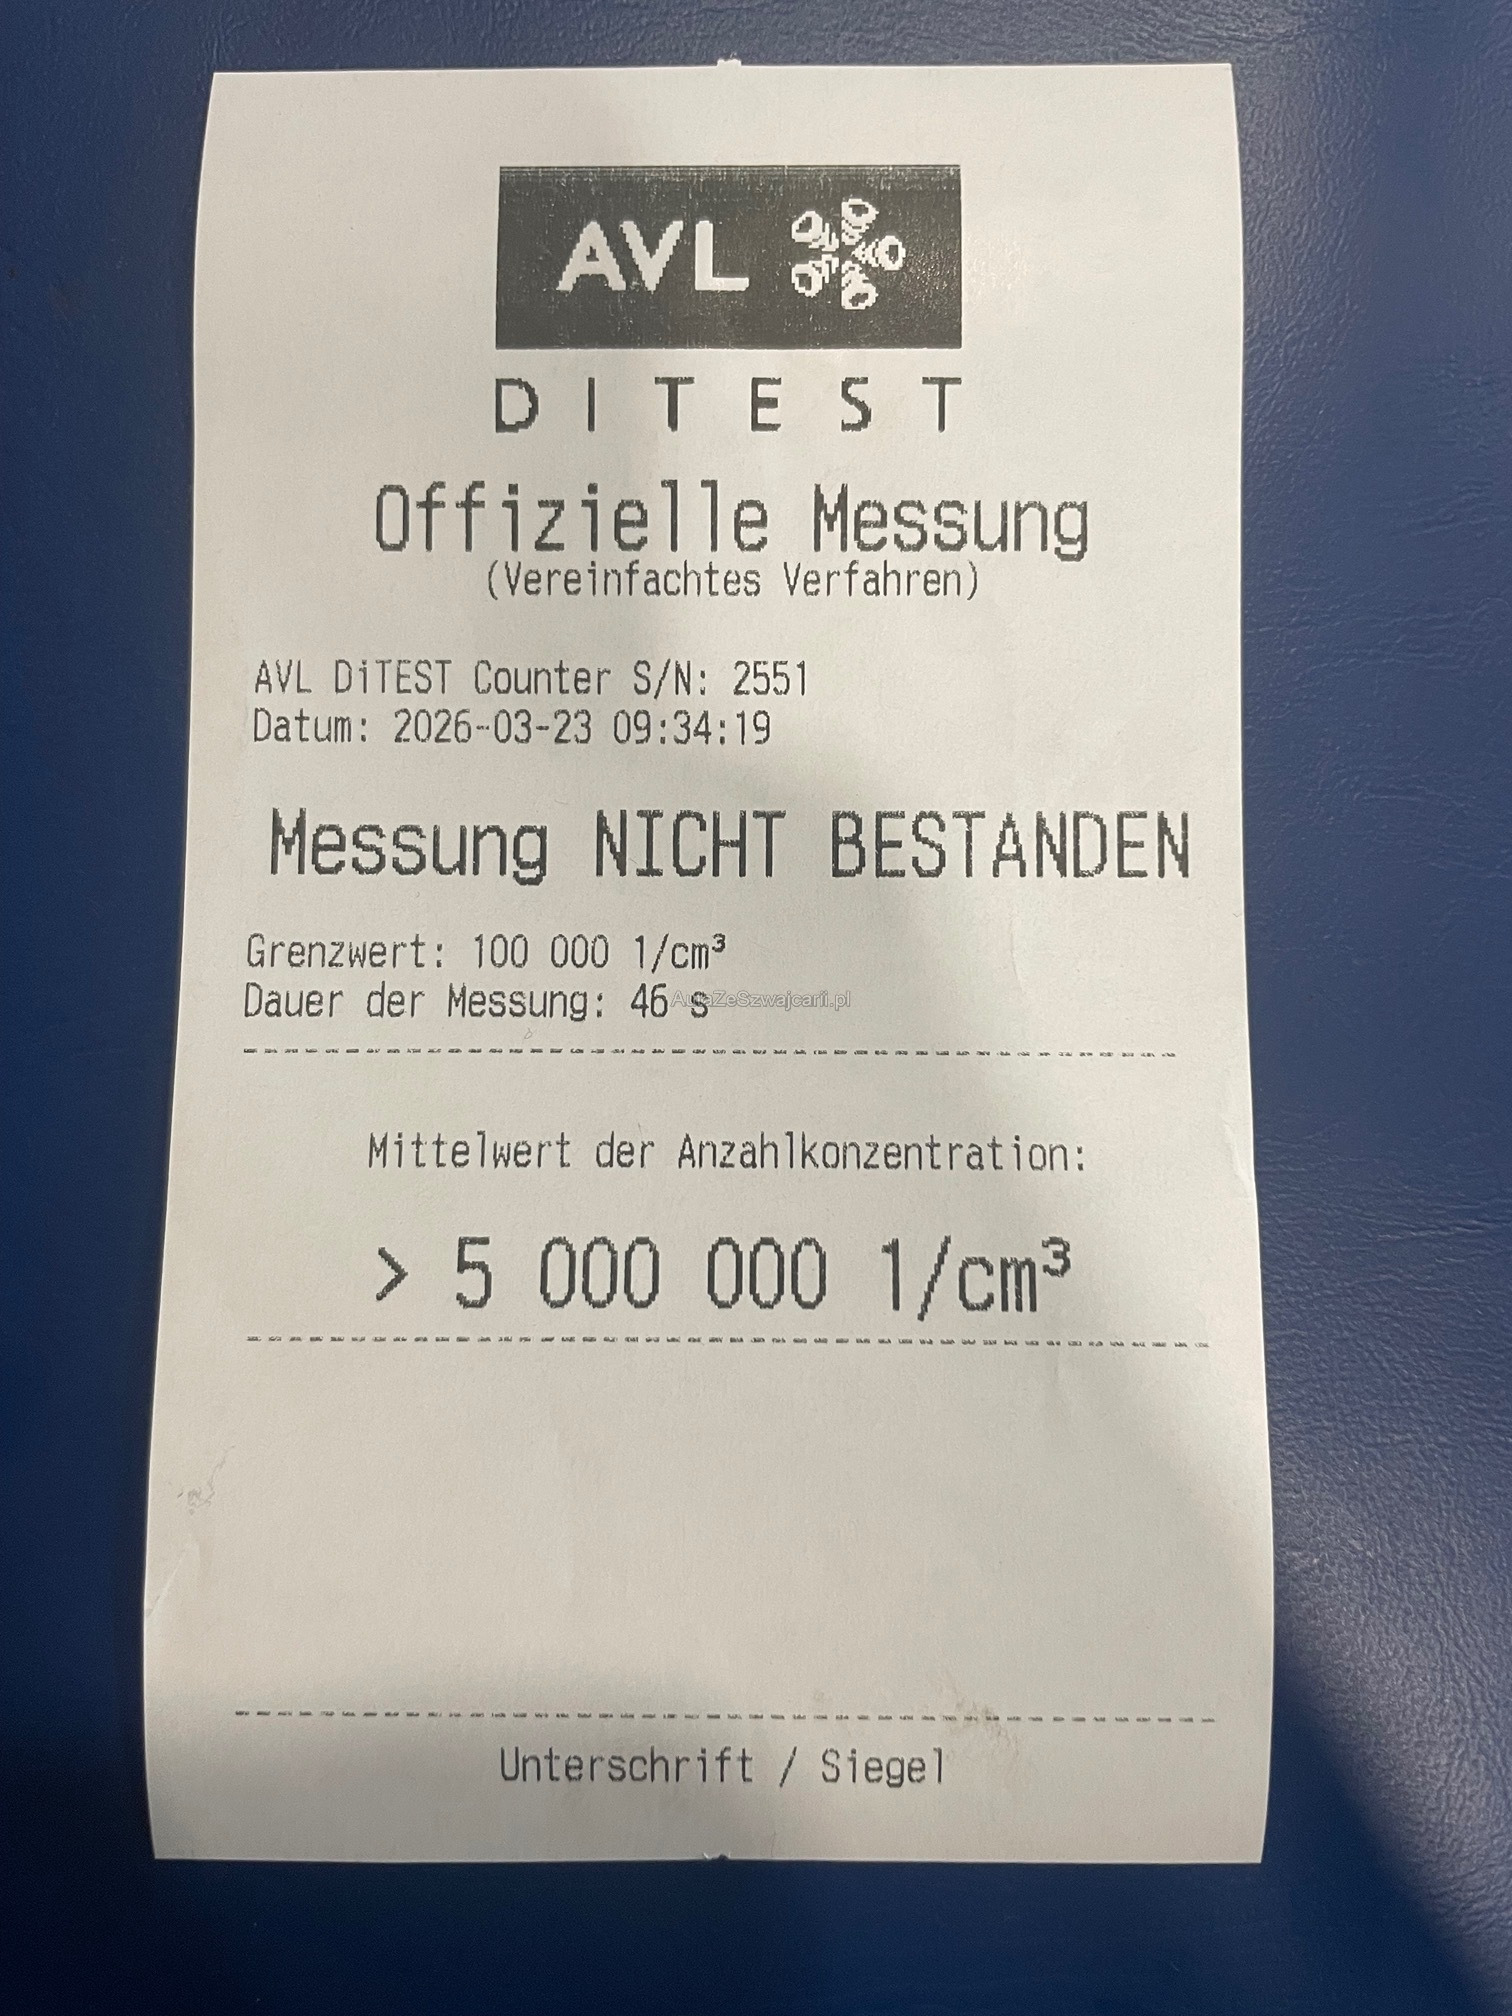 AVL
DITEST
Offizielle Messung
(Vereinfachtes Verfahren)
AVL DiTEST Counter S/N: 2551
Datum: 2026-03-23 09:34:19
Messung NICHT BESTANDEN
Grenzwert: 100 000 1/cm³
Dauer der Messung: 46 s
AutaZeSzwajcarii.pl
Mittelwert der Anzahlkonzentration:
> 5 000 000 1/cm³
Unterschrift / Siegel